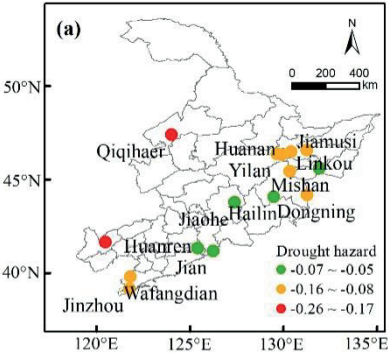 (a)
N
0 200 400
km
50°N
Qiqihaer
Huanan
Jiamusi
Yilan
Linkou
45°N
Mishan
Jiaohe
Hailin
Dongning
Huanren
Jian
Drought hazard
-0.07 ~ -0.05
40°N
-0.16 ~ -0.08
Wafangdian
Jinzhou
-0.26 ~ -0.17
120°E 125°E 130°E 135°E